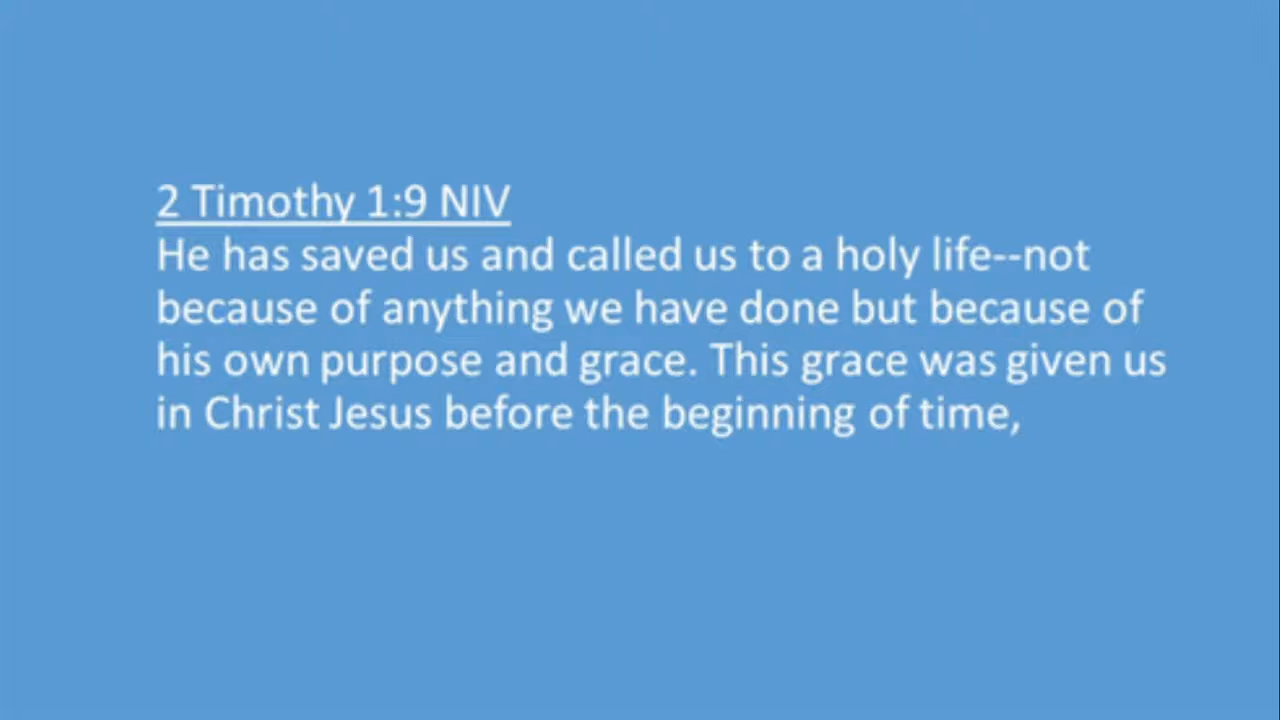 2 Timothy 1:9 NIV
He has saved us and called us to a holy life--not
because of anything we have done but because of
his own purpose and grace. This grace was given us
in Christ Jesus before the beginning of time,